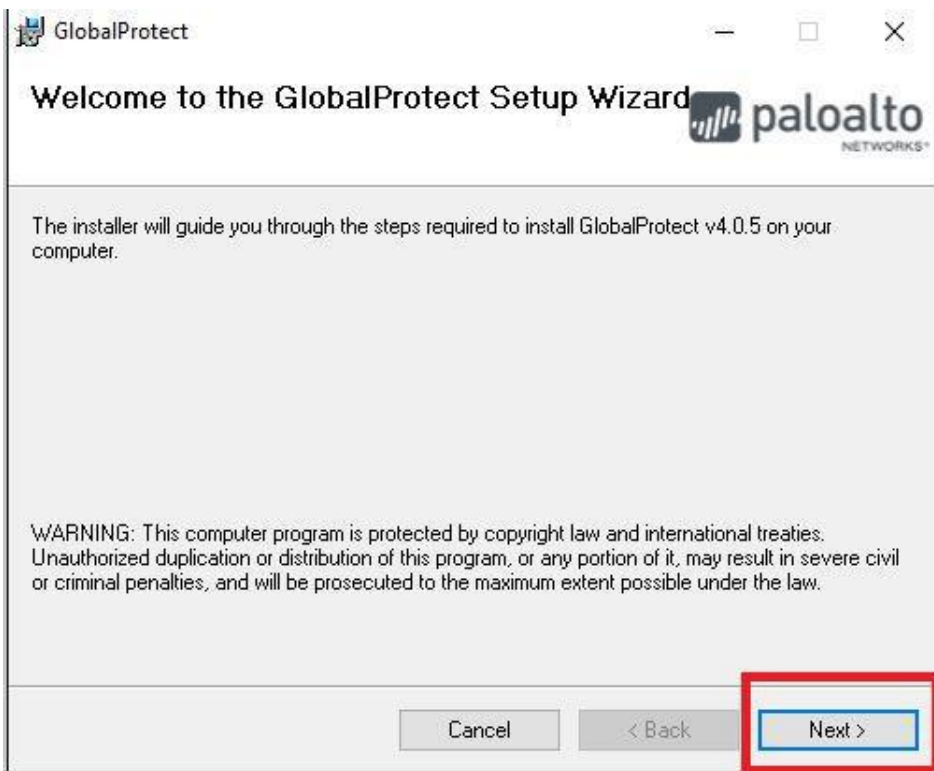 GlobalProtect
Welcome to the GlobalProtect Setup Wizard
paloalto
NETWORKS®
The installer will guide you through the steps required to install GlobalProtect v4.0.5 on your
computer.
WARNING: This computer program is protected by copyright law and international treaties.
Unauthorized duplication or distribution of this program, or any portion of it, may result in severe civil
or criminal penalties, and will be prosecuted to the maximum extent possible under the law.
Cancel < Back Next >